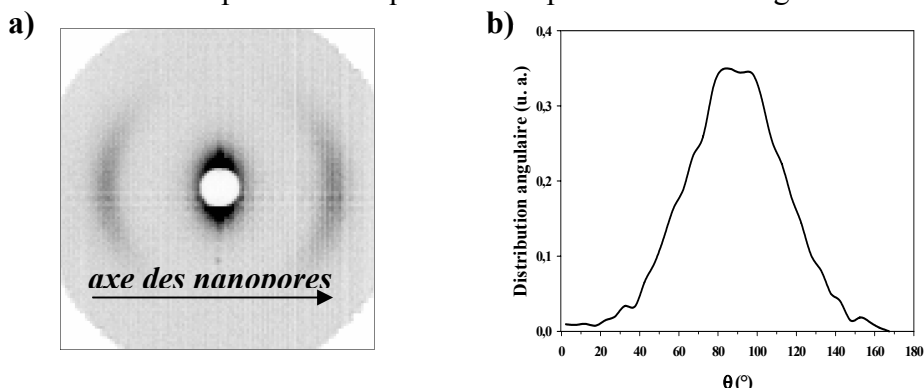 a)
axe des nanopores
b)
Distribution angulaire (u. a.)
0,4
0,3
0,2
0,1
0,0
0 20 40 60 80 100 120 140 160 180
θ (°)